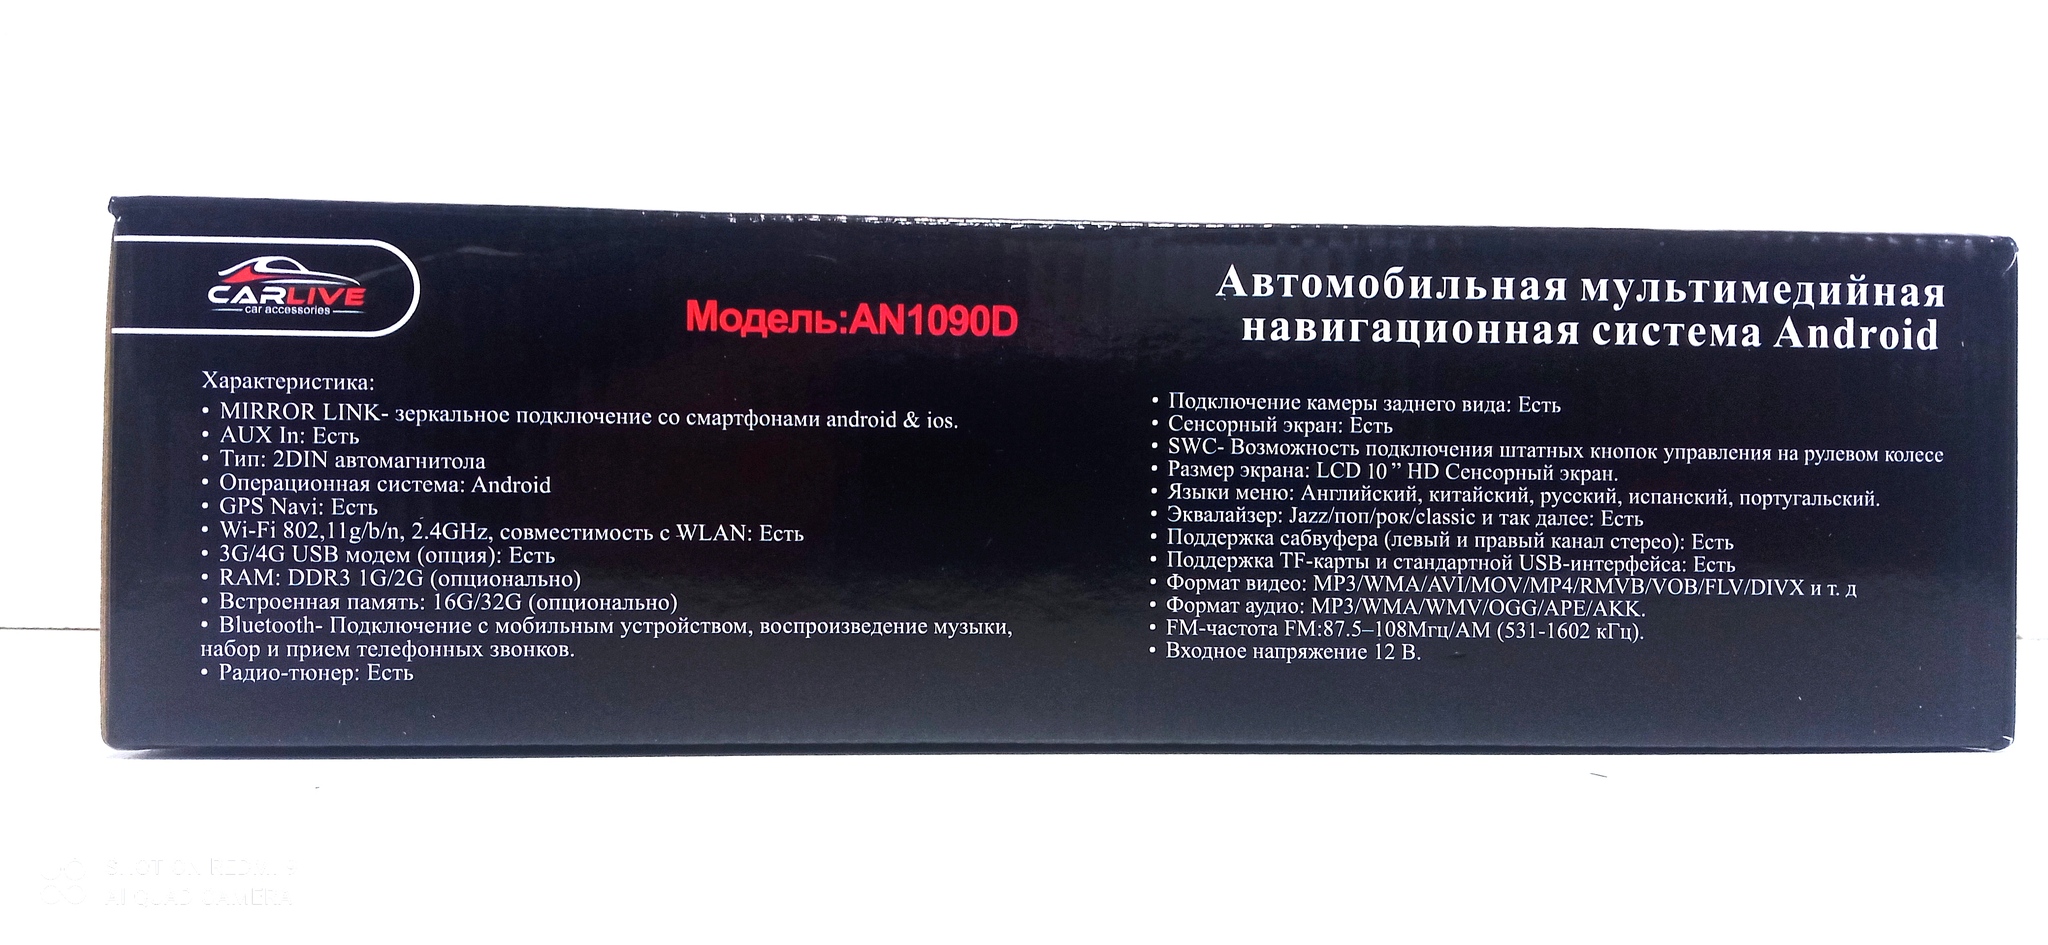 CARLIVE
car accessories
Модель:AN1090D
Автомобильная мультимедийная
навигационная система Android
Характеристика:
• MIRROR LINK- зеркальное подключение со смартфонами android & ios.
• AUX In: Есть
• Тип: 2DIN автомагнитола
• Операционная система: Android
• GPS Navi: Есть
• Wi-Fi 802,11g/b/n, 2.4GHz, совместимость с WLAN: Есть
• 3G/4G USB модем (опция): Есть
• RAM: DDR3 1G/2G (опционально)
• Встроенная память: 16G/32G (опционально)
• Bluetooth- Подключение с мобильным устройством, воспроизведение музыки,
набор и прием телефонных звонков.
• Радио-тюнер: Есть
• Подключение камеры заднего вида: Есть
• Сенсорный экран: Есть
• SWC- Возможность подключения штатных кнопок управления на рулевом колесе
• Размер экрана: LCD 10 ” HD Сенсорный экран.
• Языки меню: Английский, китайский, русский, испанский, португальский.
• Эквалайзер: Jazz/поп/рок/classic и так далее: Есть
• Поддержка сабвуфера (левый и правый канал стерео): Есть
• Поддержка TF-карты и стандартной USB-интерфейса: Есть
• Формат видео: MP3/WMA/AVI/MOV/MP4/RMVB/VOB/FLV/DIVX и т. д
• Формат аудио: MP3/WMA/WMV/OGG/APE/AKK.
• FM-частота FM:87.5–108Мгц/AM (531-1602 кГц).
• Входное напряжение 12 В.
SHOT ON REDMI 9
AI QUAD CAMERA